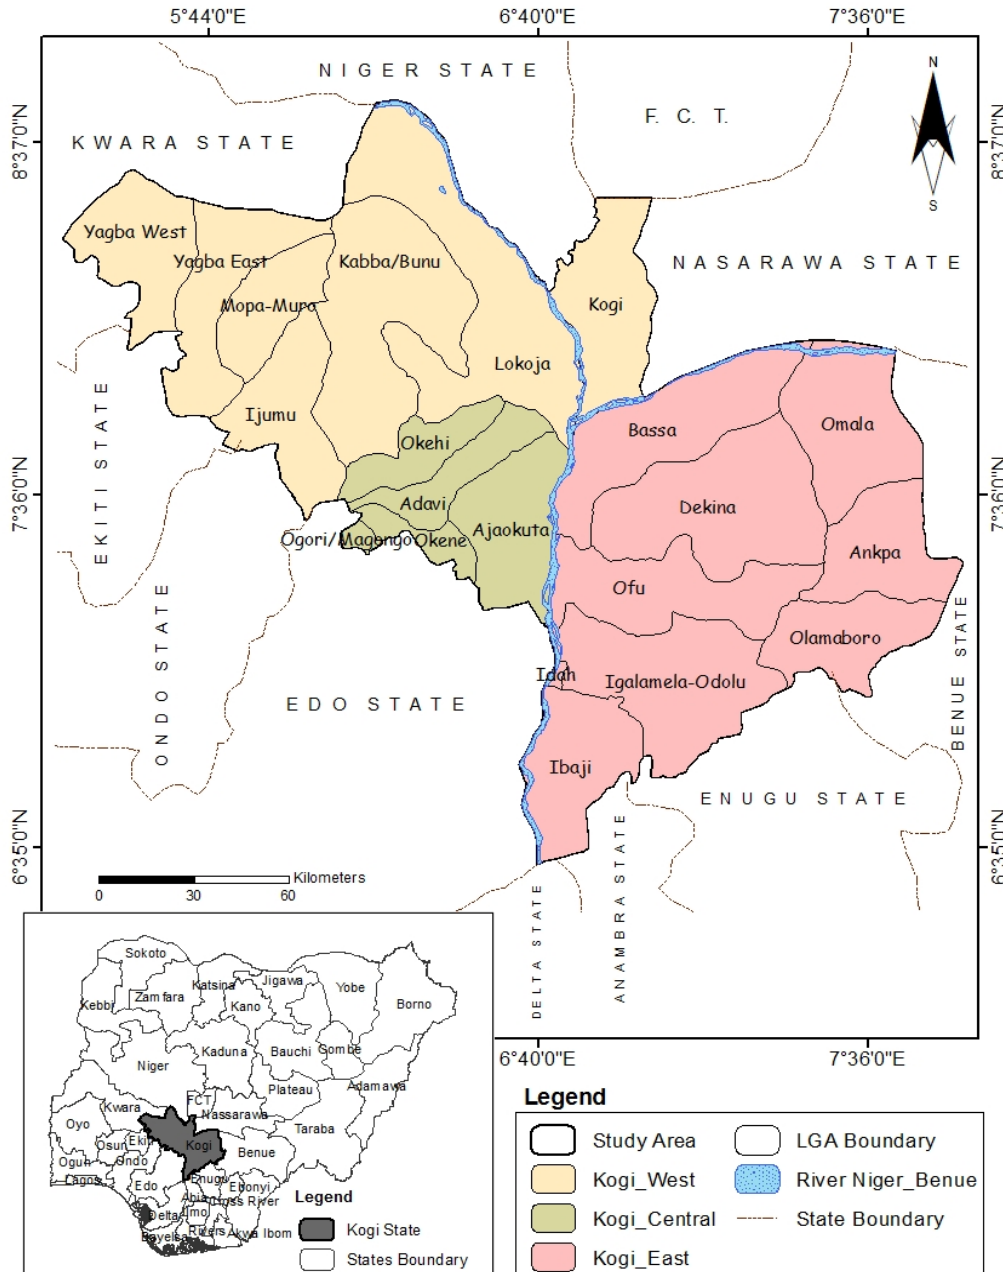 5°44'0"E
6°40'0"E
7°36'0"E
NIGER STATE
F. C. T.
N
S
8°37'0"N
8°37'0"N
KWARA STATE
Yagba West
Yagba East
Kabba/Bunu
NASARAWA STATE
Mopa-Muro
Kogi
Lokoja
Ijumu
Bassa
Omala
EKITI STATE
Okehi
7°36'0"N
7°36'0"N
Adavi
Dekina
Ajaokuta
Ogori/Magongo
Okene
Ankpa
Ofu
ONDO STATE
Olamaboro
BENUE STATE
Idah
Igalamela-Odolu
EDO STATE
Ibaji
ENUGU STATE
6°35'0"N
6°35'0"N
Kilometers
0 30 60
DELTA STATE
ANAMBRA STATE
6°40'0"E
7°36'0"E
Sokoto
Katsina
Jigawa
Yobe
Kebbi
Zamfara
Kano
Borno
Niger
Kaduna
Bauchi
Gombe
Plateau
Adamawa
FCT
Kwara
Nassarawa
Oyo
Taraba
Osun
Ekiti
Kogi
Benue
Ogun
Ondo
Lagos
Edo
Enugu
Ebonyi
Abia
Cross River
Delta
Imo
Bayelsa
Rivers
Akwa Ibom
Legend
Kogi State
States Boundary
Legend
Study Area
LGA Boundary
Kogi_West
River Niger_Benue
Kogi_Central
State Boundary
Kogi_East